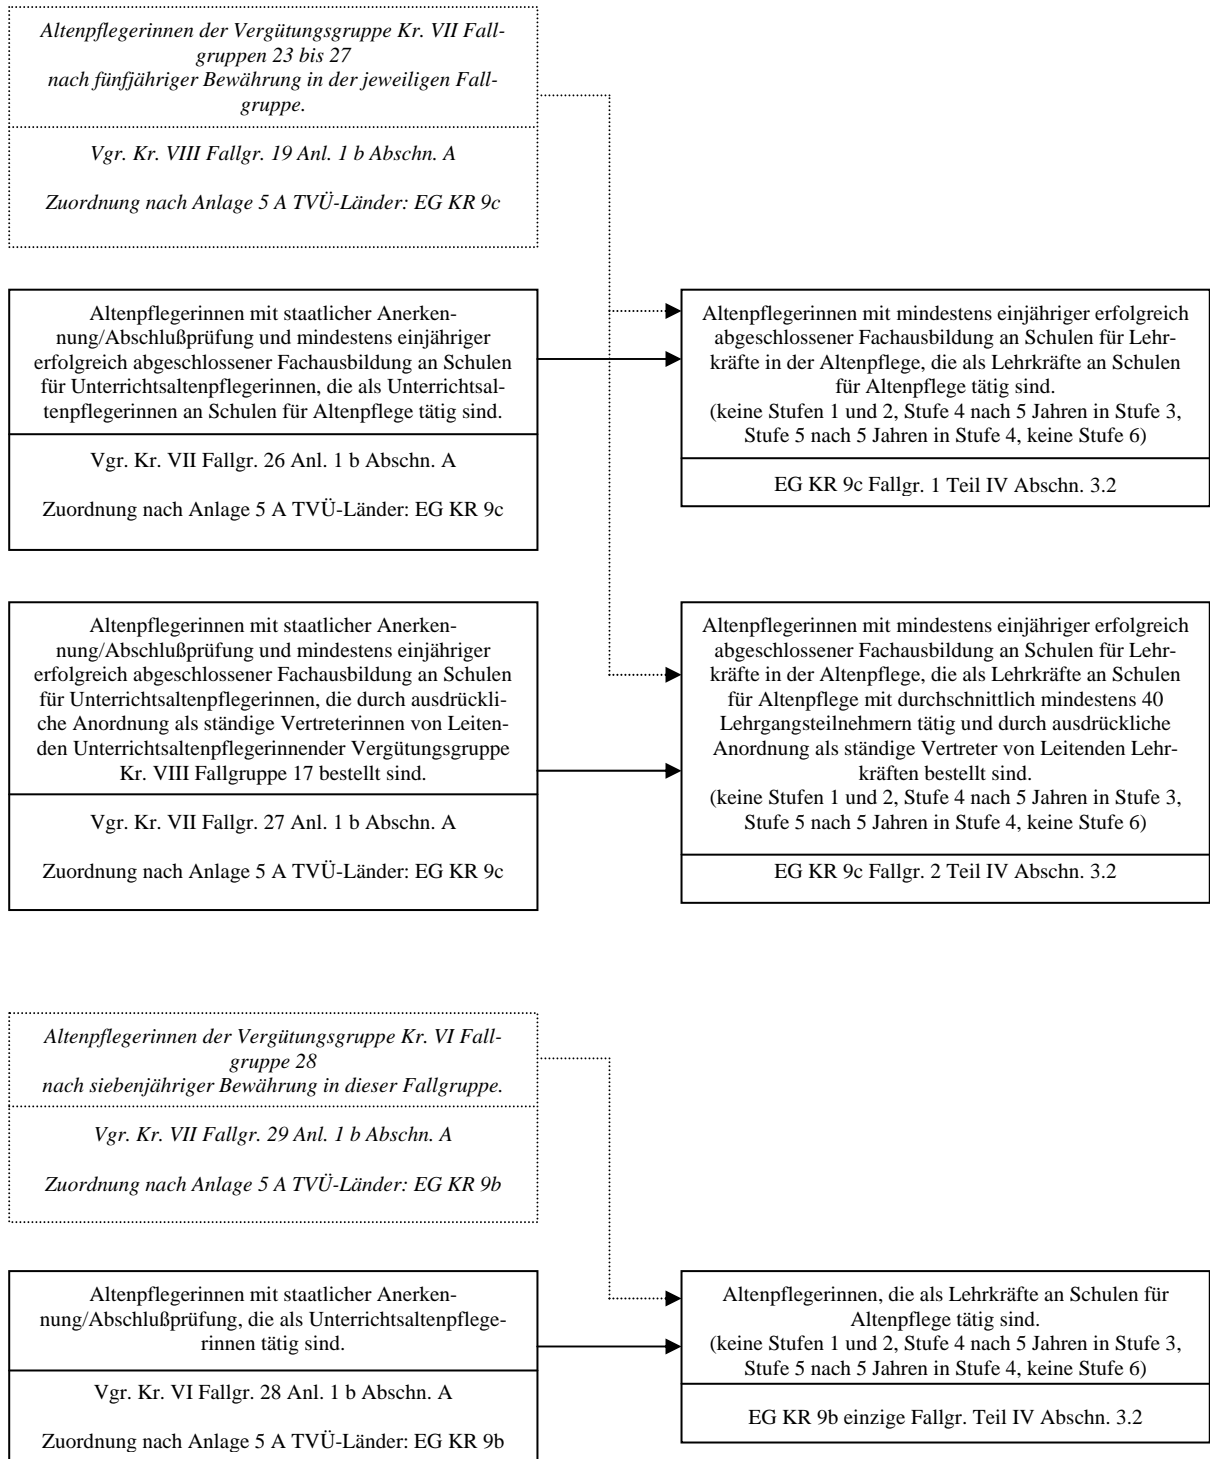 Altenpflegerinnen der Vergütungsgruppe Kr. VII Fall-
gruppen 23 bis 27
nach fünfjähriger Bewährung in der jeweiligen Fall-
gruppe.
Vgr. Kr. VIII Fallgr. 19 Anl. 1 b Abschn. A
Zuordnung nach Anlage 5 A TVÜ-Länder: EG KR 9c
Altenpflegerinnen mit staatlicher Anerken-
nung/Abschlußprüfung und mindestens einjähriger
erfolgreich abgeschlossener Fachausbildung an Schulen
für Unterrichtsaltenpflegerinnen, die als Unterrichtsal-
tenpflegerinnen an Schulen für Altenpflege tätig sind.
Vgr. Kr. VII Fallgr. 26 Anl. 1 b Abschn. A
Zuordnung nach Anlage 5 A TVÜ-Länder: EG KR 9c
Altenpflegerinnen mit mindestens einjähriger erfolgreich
abgeschlossener Fachausbildung an Schulen für Lehr-
kräfte in der Altenpflege, die als Lehrkräfte an Schulen
für Altenpflege tätig sind.
(keine Stufen 1 und 2, Stufe 4 nach 5 Jahren in Stufe 3,
Stufe 5 nach 5 Jahren in Stufe 4, keine Stufe 6)
EG KR 9c Fallgr. 1 Teil IV Abschn. 3.2
Altenpflegerinnen mit staatlicher Anerken-
nung/Abschlußprüfung und mindestens einjähriger
erfolgreich abgeschlossener Fachausbildung an Schulen
für Unterrichtsaltenpflegerinnen, die durch ausdrückli-
che Anordnung als ständige Vertreterinnen von Leiten-
den Unterrichtsaltenpflegerinnender Vergütungsgruppe
Kr. VIII Fallgruppe 17 bestellt sind.
Vgr. Kr. VII Fallgr. 27 Anl. 1 b Abschn. A
Zuordnung nach Anlage 5 A TVÜ-Länder: EG KR 9c
Altenpflegerinnen mit mindestens einjähriger erfolgreich
abgeschlossener Fachausbildung an Schulen für Lehr-
kräfte in der Altenpflege, die als Lehrkräfte an Schulen
für Altenpflege mit durchschnittlich mindestens 40
Lehrgangsteilnehmern tätig und durch ausdrückliche
Anordnung als ständige Vertreter von Leitenden Lehr-
kräften bestellt sind.
(keine Stufen 1 und 2, Stufe 4 nach 5 Jahren in Stufe 3,
Stufe 5 nach 5 Jahren in Stufe 4, keine Stufe 6)
EG KR 9c Fallgr. 2 Teil IV Abschn. 3.2
Altenpflegerinnen der Vergütungsgruppe Kr. VI Fall-
gruppe 28
nach siebenjähriger Bewährung in dieser Fallgruppe.
Vgr. Kr. VII Fallgr. 29 Anl. 1 b Abschn. A
Zuordnung nach Anlage 5 A TVÜ-Länder: EG KR 9b
Altenpflegerinnen mit staatlicher Anerken-
nung/Abschlußprüfung, die als Unterrichtsaltenpflege-
rinnen tätig sind.
Vgr. Kr. VI Fallgr. 28 Anl. 1 b Abschn. A
Zuordnung nach Anlage 5 A TVÜ-Länder: EG KR 9b
Altenpflegerinnen, die als Lehrkräfte an Schulen für
Altenpflege tätig sind.
(keine Stufen 1 und 2, Stufe 4 nach 5 Jahren in Stufe 3,
Stufe 5 nach 5 Jahren in Stufe 4, keine Stufe 6)
EG KR 9b einzige Fallgr. Teil IV Abschn. 3.2